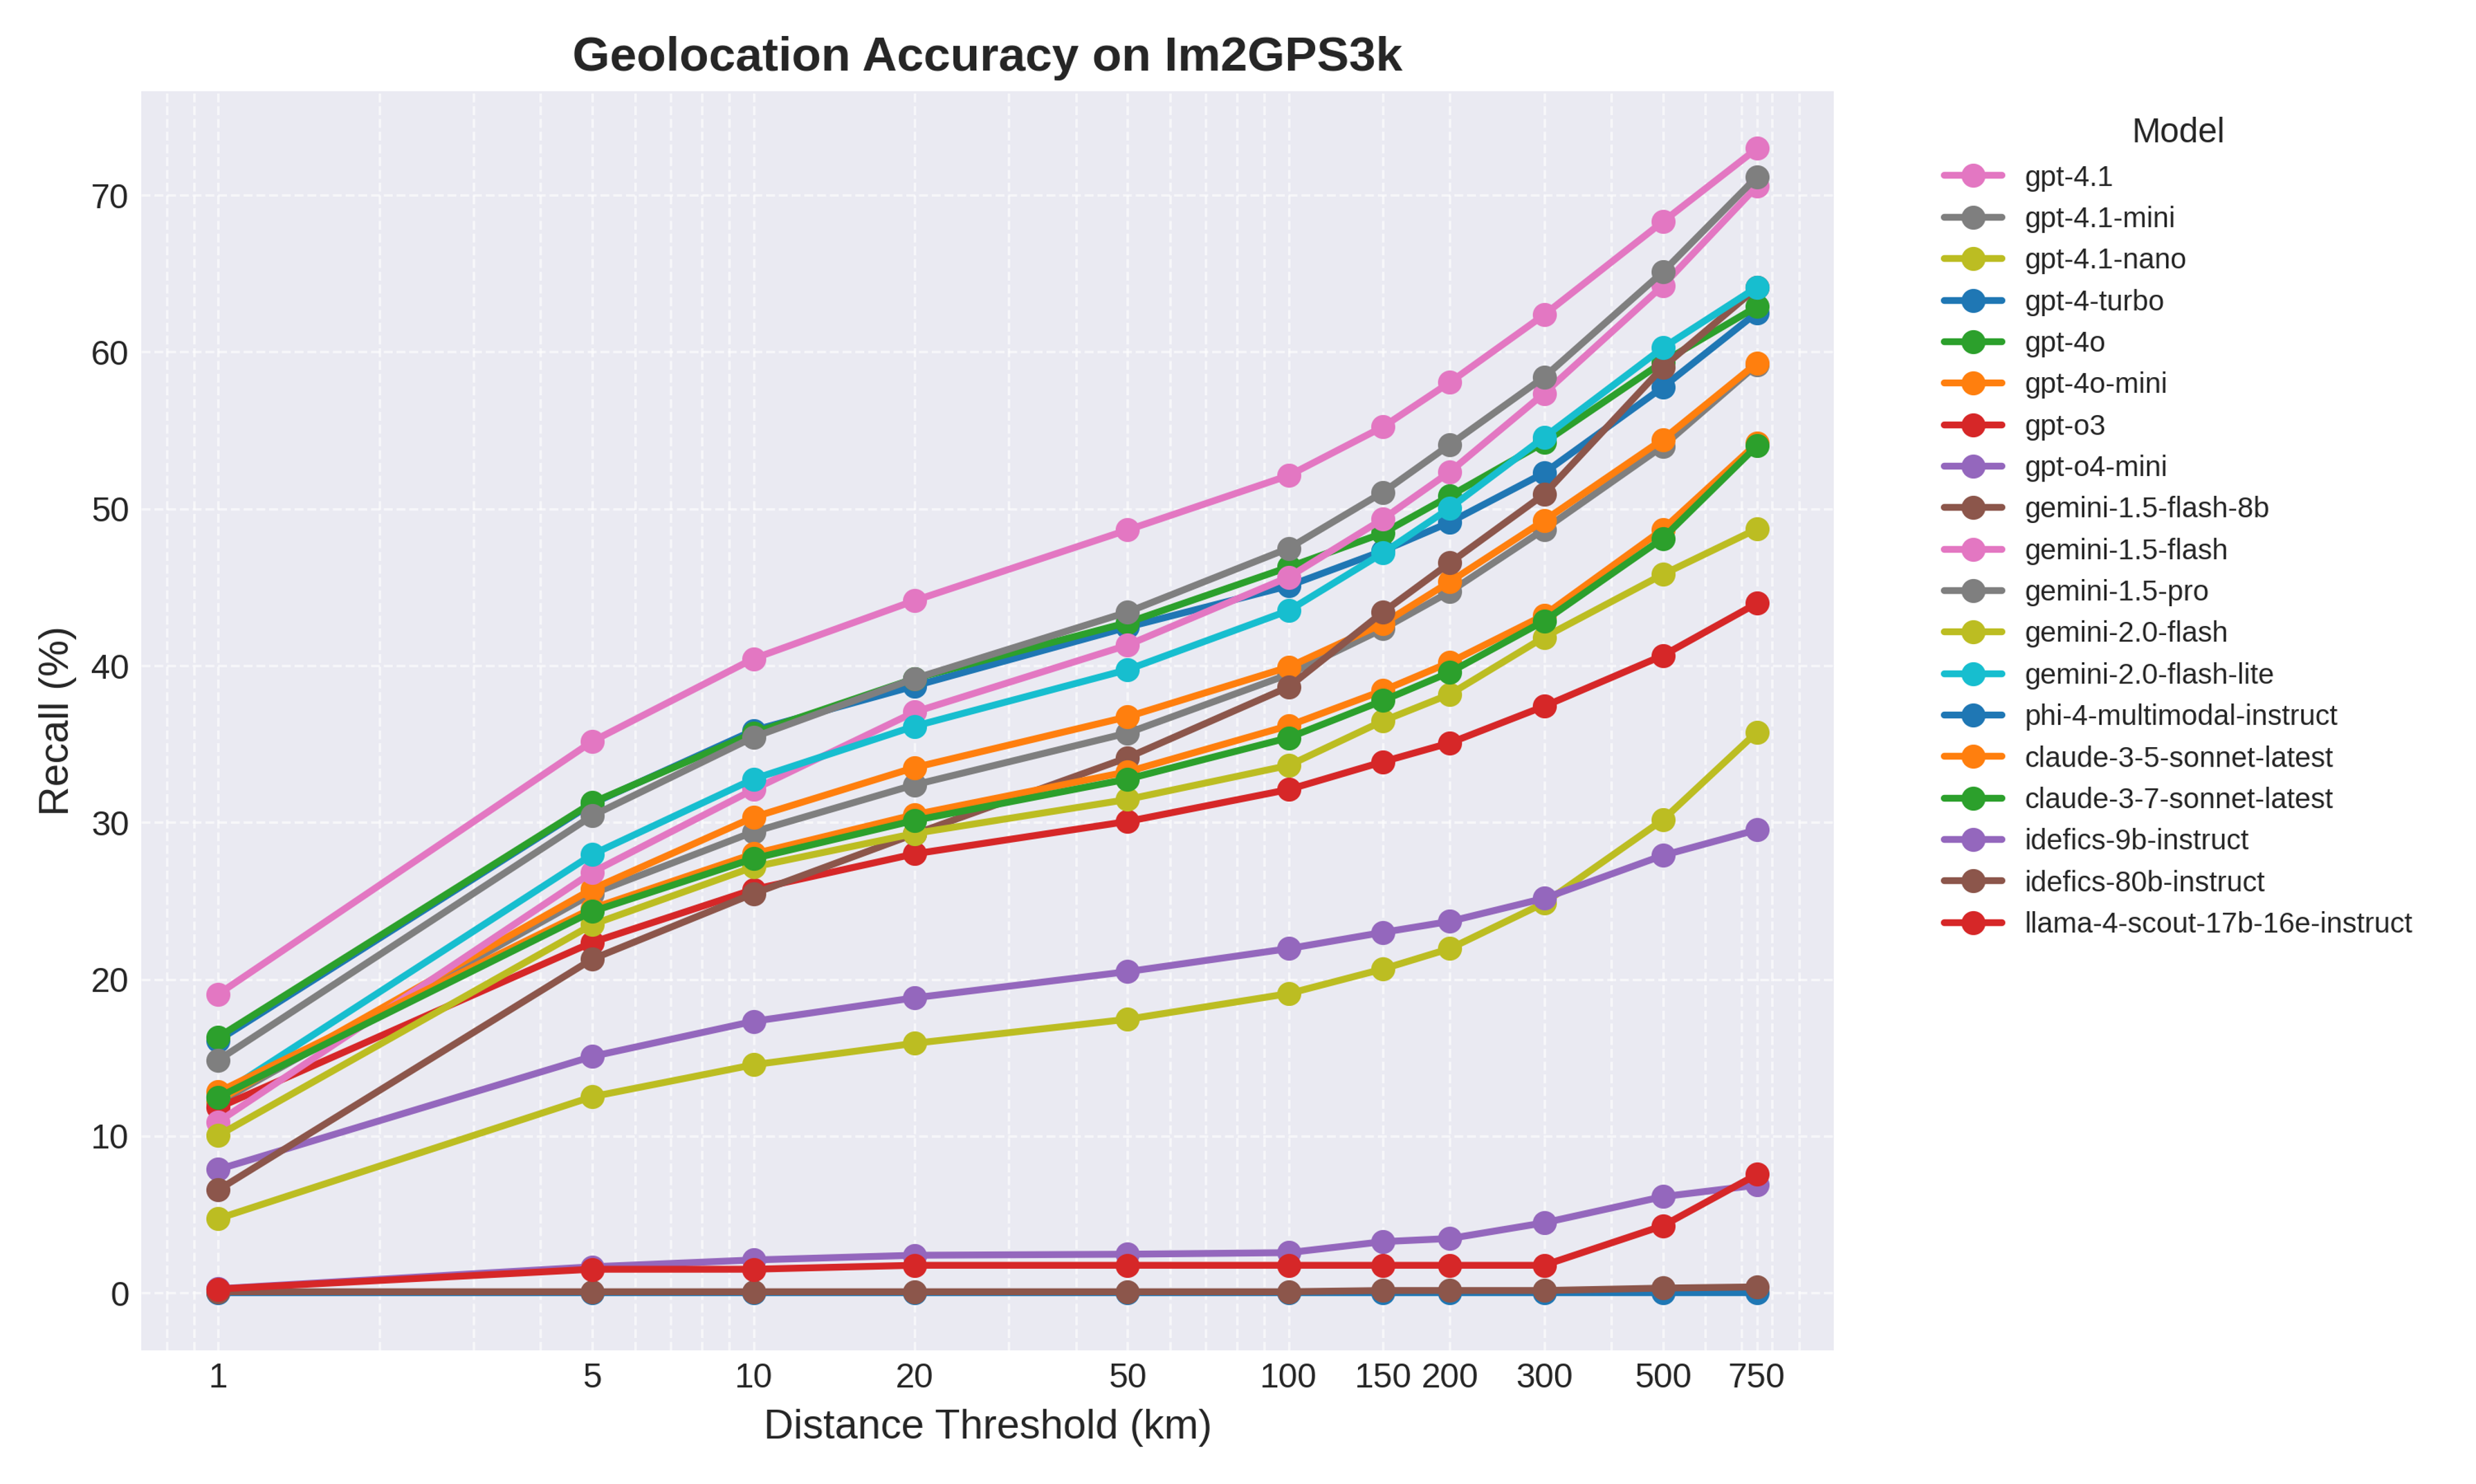 Geolocation Accuracy on Im2GPS3k
Recall (%)
70
60
50
40
30
20
10
0
1 5 10 20 50 100 150 200 300 500 750
Distance Threshold (km)
Model
gpt-4.1
gpt-4.1-mini
gpt-4.1-nano
gpt-4-turbo
gpt-4o
gpt-4o-mini
gpt-o3
gpt-o4-mini
gemini-1.5-flash-8b
gemini-1.5-flash
gemini-1.5-pro
gemini-2.0-flash
gemini-2.0-flash-lite
phi-4-multimodal-instruct
claude-3-5-sonnet-latest
claude-3-7-sonnet-latest
idefics-9b-instruct
idefics-80b-instruct
llama-4-scout-17b-16e-instruct